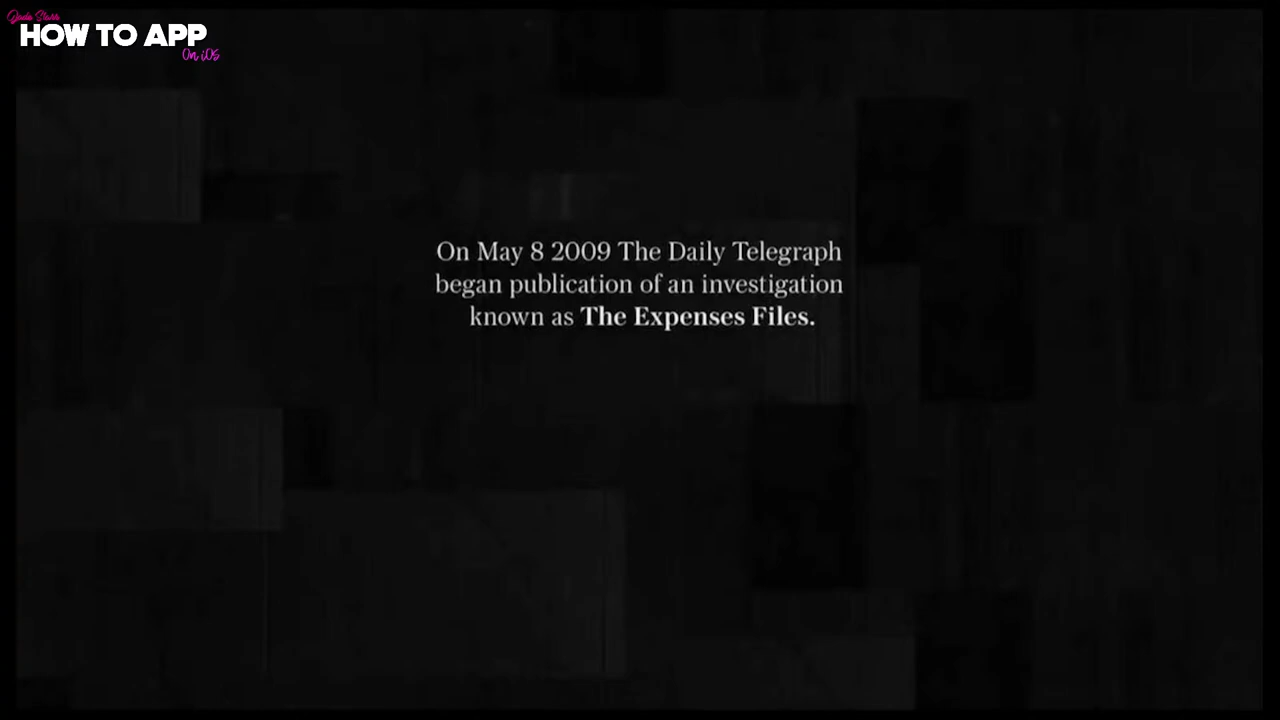 HOW TO APP
On iOS
On May 8 2009 The Daily Telegraph
began publication of an investigation
known as The Expenses Files.